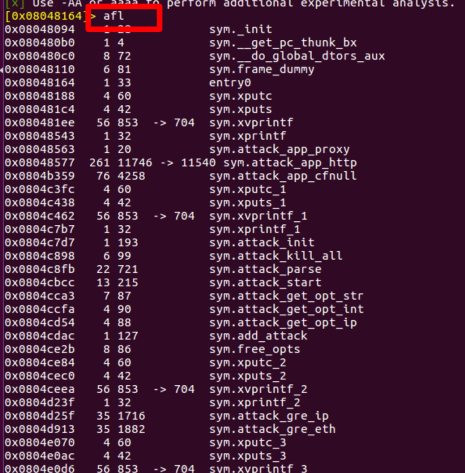 [x] Use -AA or aaaa to perform additional experimental analysis.
[0x08048164]> afl
0x08048094 1 28 sym._init
0x080480b0 1 4 sym.__get_pc_thunk_bx
0x080480c0 8 72 sym.__do_global_dtors_aux
0x08048110 6 81 sym.frame_dummy
0x08048164 1 33 entry0
0x08048188 4 60 sym.xputc
0x080481c4 4 42 sym.xputs
0x080481ee 56 853 -> 704 sym.xvprintf
0x08048543 1 32 sym.xprintf
0x08048563 1 20 sym.attack_app_proxy
0x08048577 261 11746 -> 11540 sym.attack_app_http
0x0804b359 76 4258 sym.attack_app_cfnull
0x0804c3fc 4 60 sym.xputc_1
0x0804c438 4 42 sym.xputs_1
0x0804c462 56 853 -> 704 sym.xvprintf_1
0x0804c7b7 1 32 sym.xprintf_1
0x0804c7d7 1 193 sym.attack_init
0x0804c898 6 99 sym.attack_kill_all
0x0804c8fb 22 721 sym.attack_parse
0x0804cbcc 13 215 sym.attack_start
0x0804cca3 7 87 sym.attack_get_opt_str
0x0804ccfa 4 90 sym.attack_get_opt_int
0x0804cd54 4 88 sym.attack_get_opt_ip
0x0804cdac 1 127 sym.add_attack
0x0804ce2b 8 86 sym.free_opts
0x0804ce84 4 60 sym.xputc_2
0x0804cec0 4 42 sym.xputs_2
0x0804ceea 56 853 -> 704 sym.xvprintf_2
0x0804d23f 1 32 sym.xprintf_2
0x0804d25f 35 1716 sym.attack_gre_ip
0x0804d913 35 1882 sym.attack_gre_eth
0x0804e070 4 60 sym.xputc_3
0x0804e0ac 4 42 sym.xputs_3
0x0804e0d6 56 853 -> 704 sym.xvprintf_3